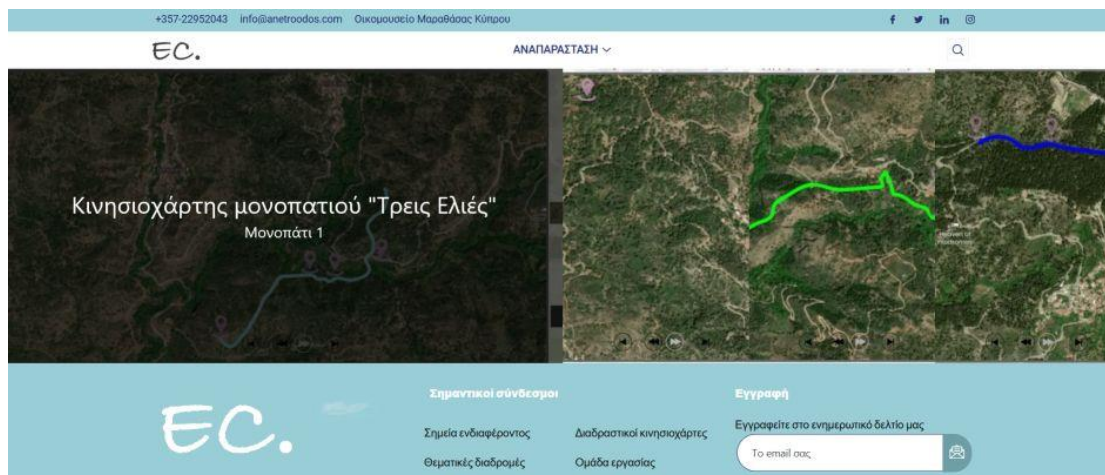 +357-22952043 info@anetroodos.com Οικομουσείο Μαραθάσας Κύπρου
EC.
ΑΝΑΠΑΡΑΣΤΑΣΗ
Κινησιοχάρτης μονοπατιού "Τρεις Ελιές"
Μονοπάτι 1
EC.
Σημαντικοί σύνδεσμοι
Σημεία ενδιαφέροντος
Διαδραστικοί κινησιοχάρτες
Θεματικές διαδρομές
Ομάδα εργασίας
Εγγραφή
Εγγραφείτε στο ενημερωτικό δελτίο μας
Το email σας